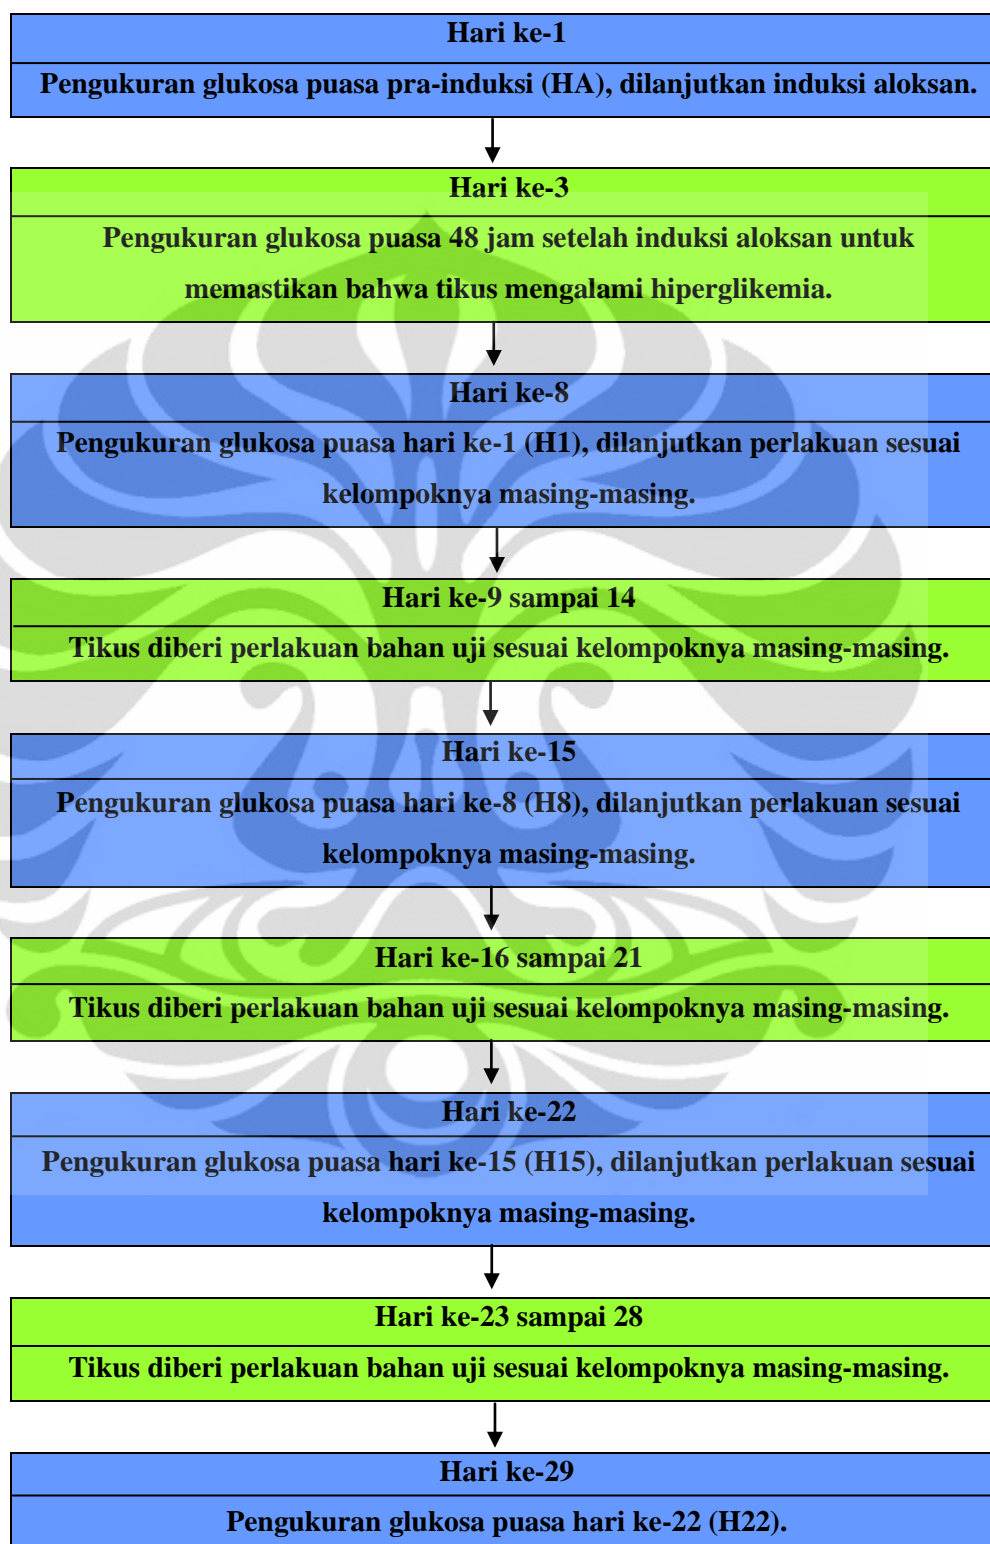 Hari ke-1
Pengukuran glukosa puasa pra-induksi (HA), dilanjutkan induksi aloksan.
Hari ke-3
Pengukuran glukosa puasa 48 jam setelah induksi aloksan untuk
memastikan bahwa tikus mengalami hiperglikemia.
Hari ke-8
Pengukuran glukosa puasa hari ke-1 (H1), dilanjutkan perlakuan sesuai
kelompoknya masing-masing.
Hari ke-9 sampai 14
Tikus diberi perlakuan bahan uji sesuai kelompoknya masing-masing.
Hari ke-15
Pengukuran glukosa puasa hari ke-8 (H8), dilanjutkan perlakuan sesuai
kelompoknya masing-masing.
Hari ke-16 sampai 21
Tikus diberi perlakuan bahan uji sesuai kelompoknya masing-masing.
Hari ke-22
Pengukuran glukosa puasa hari ke-15 (H15), dilanjutkan perlakuan sesuai
kelompoknya masing-masing.
Hari ke-23 sampai 28
Tikus diberi perlakuan bahan uji sesuai kelompoknya masing-masing.
Hari ke-29
Pengukuran glukosa puasa hari ke-22 (H22).